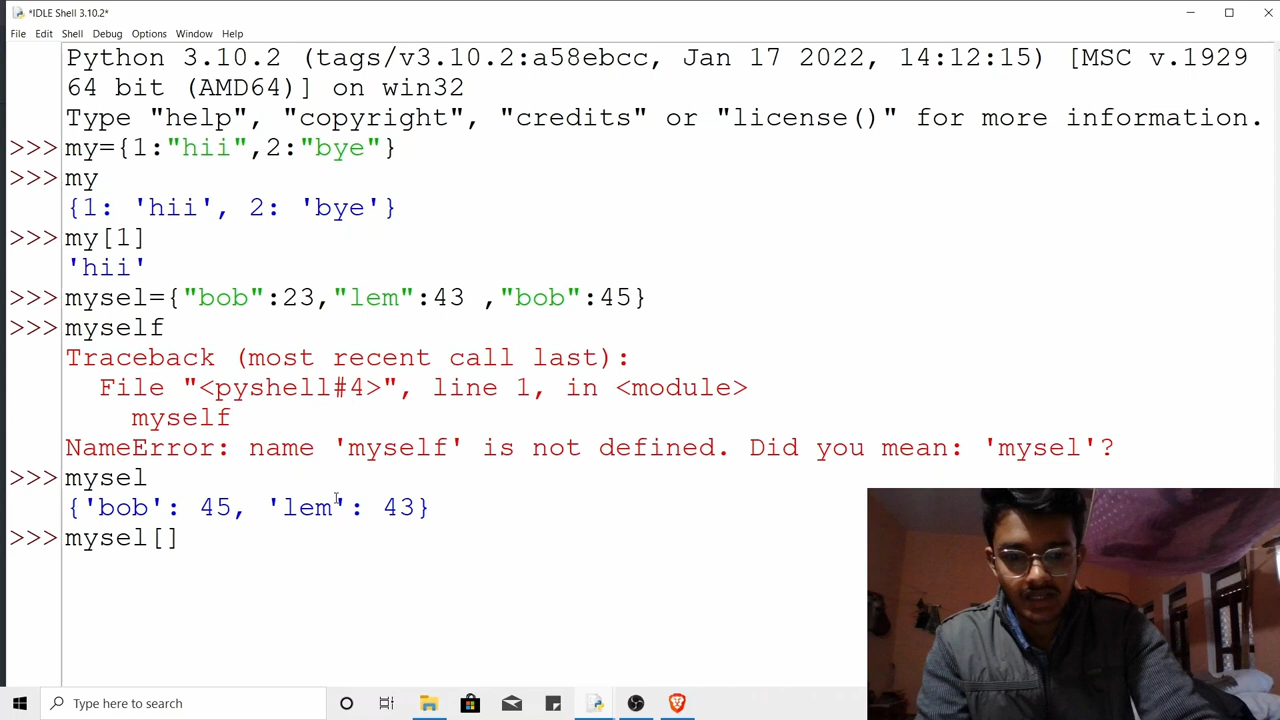 *IDLE Shell 3.10.2*
File Edit Shell Debug Options Window Help
Python 3.10.2 (tags/v3.10.2:a58ebcc, Jan 17 2022, 14:12:15) [MSC v.1929
64 bit (AMD64)] on win32
Type "help", "copyright", "credits" or "license()" for more information.
>>> my={1:"hii",2:"bye"}
>>> my
{1: 'hii', 2: 'bye'}
>>> my[1]
'hii'
>>> mysel={"bob":23,"lem":43 ,"bob":45}
>>> myself
Traceback (most recent call last):
File "<pyshell#4>", line 1, in <module>
myself
NameError: name 'myself' is not defined. Did you mean: 'mysel'?
>>> mysel
{'bob': 45, 'lem': 43}
>>> mysel[]
Type here to search